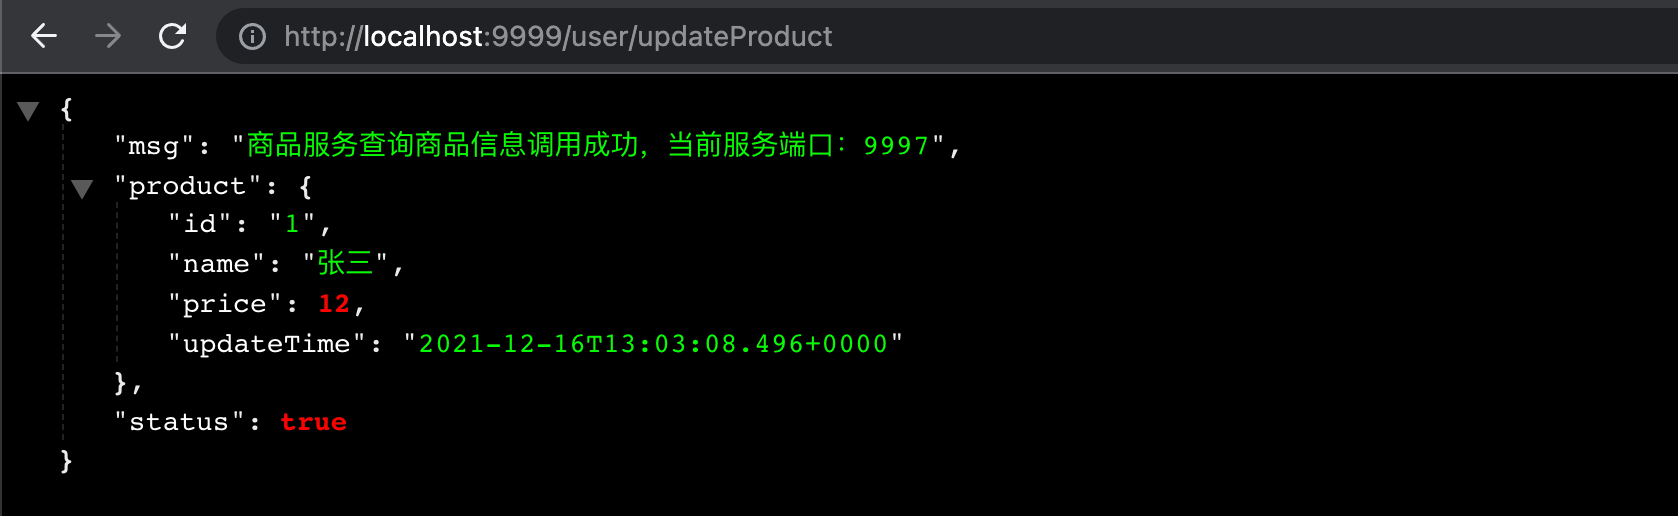 http://localhost:9999/user/updateProduct
{
"msg": "商品服务查询商品信息调用成功，当前服务端口：9997",
"product": {
"id": "1",
"name": "张三",
"price": 12,
"updateTime": "2021-12-16T13:03:08.496+0000"
},
"status": true
}